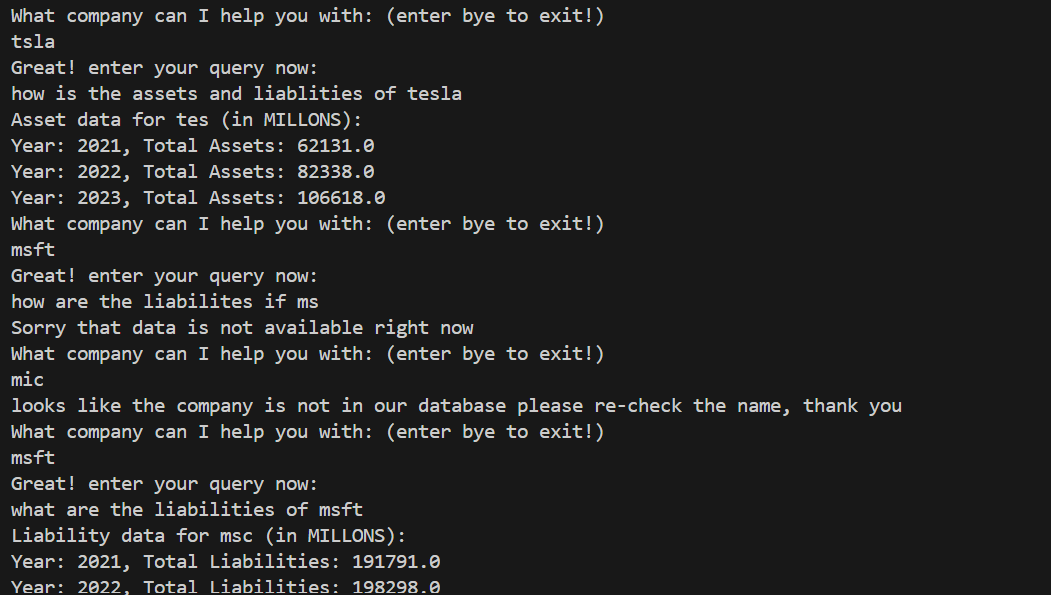 What company can I help you with: (enter bye to exit!)
tsla
Great! enter your query now:
how is the assets and liablities of tesla
Asset data for tes (in MILLONS):
Year: 2021, Total Assets: 62131.0
Year: 2022, Total Assets: 82338.0
Year: 2023, Total Assets: 106618.0
What company can I help you with: (enter bye to exit!)
msft
Great! enter your query now:
how are the liabilites if ms
Sorry that data is not available right now
What company can I help you with: (enter bye to exit!)
mic
looks like the company is not in our database please re-check the name, thank you
What company can I help you with: (enter bye to exit!)
msft
Great! enter your query now:
what are the liabilities of msft
Liability data for msc (in MILLONS):
Year: 2021, Total Liabilities: 191791.0
Year: 2022, Total Liabilities: 198298.0